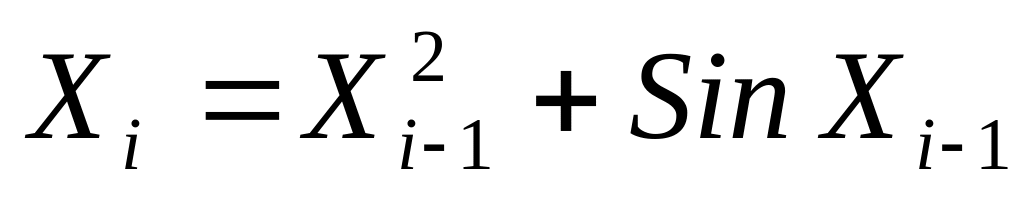 X_i = X_{i-1}^2 + Sin X_{i-1}